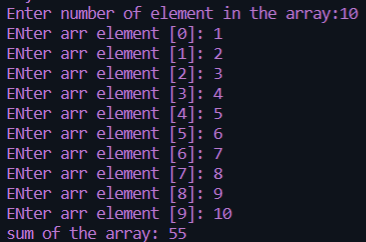 Enter number of element in the array:10
ENter arr element [0]: 1
ENter arr element [1]: 2
ENter arr element [2]: 3
ENter arr element [3]: 4
ENter arr element [4]: 5
ENter arr element [5]: 6
ENter arr element [6]: 7
ENter arr element [7]: 8
ENter arr element [8]: 9
ENter arr element [9]: 10
sum of the array: 55